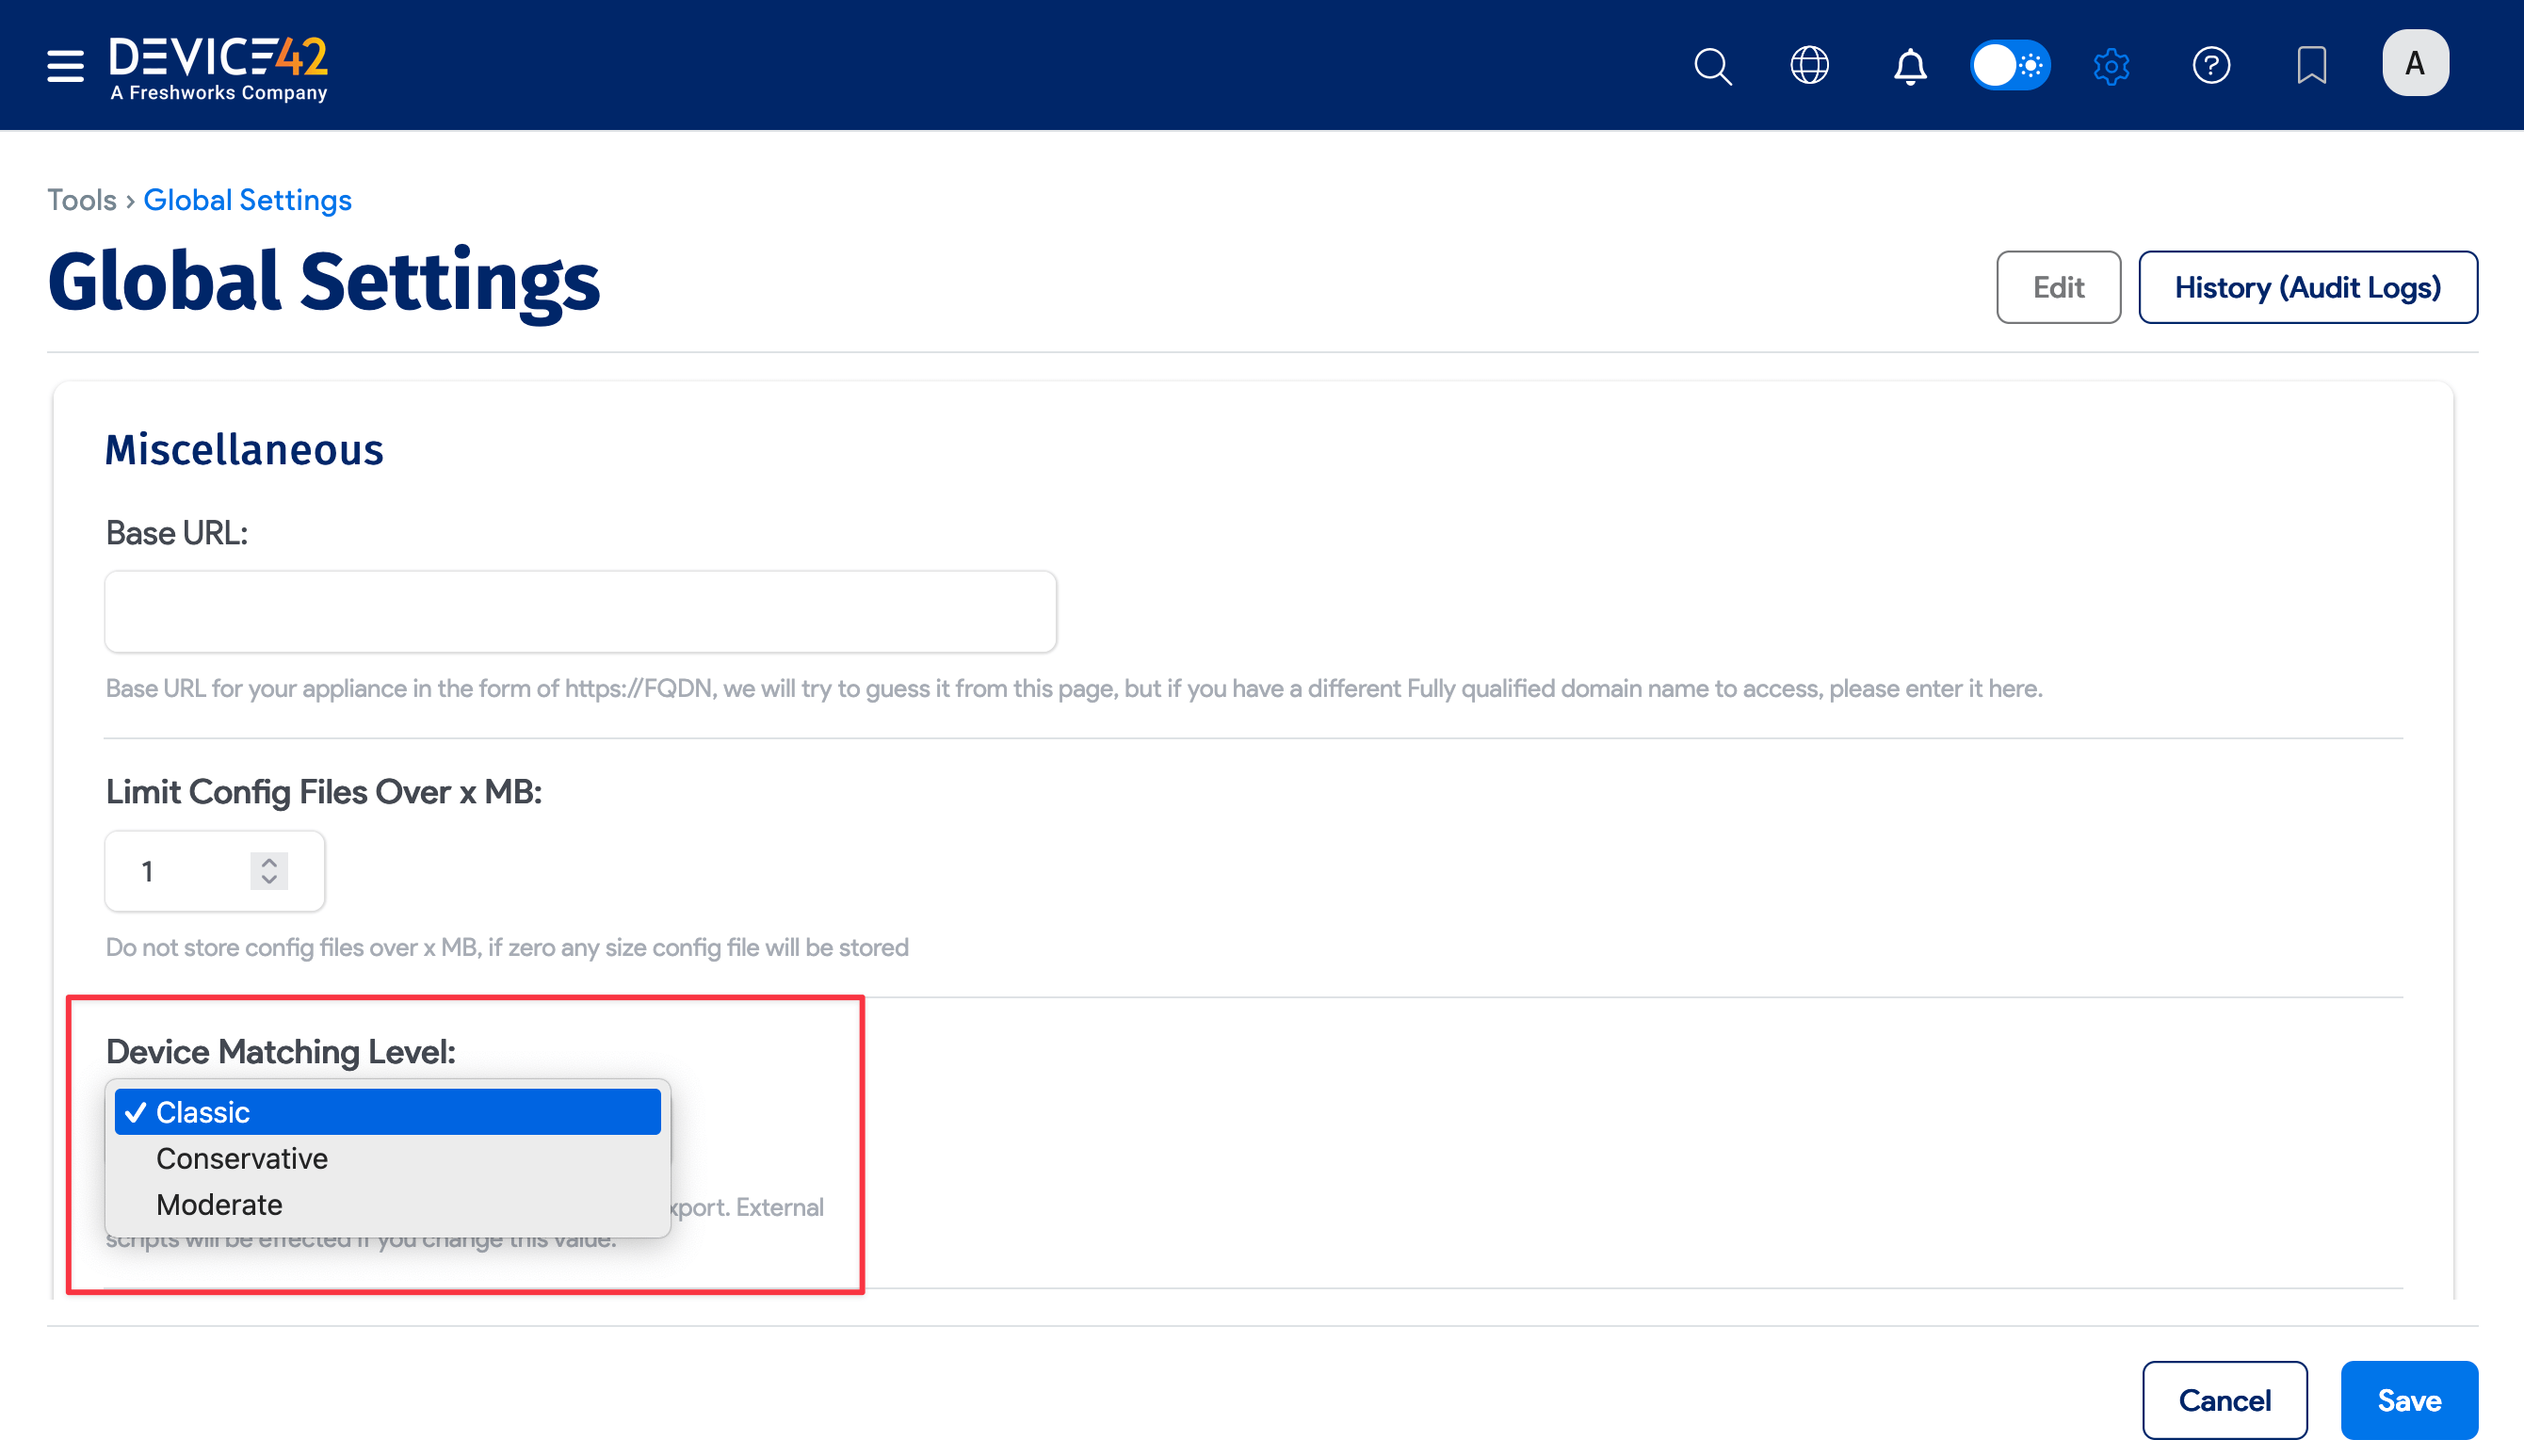 DEVICE42
A Freshworks Company
A
Tools › Global Settings
Global Settings
Edit
History (Audit Logs)
Miscellaneous
Base URL:
Base URL for your appliance in the form of https://FQDN, we will try to guess it from this page, but if you have a different Fully qualified domain name to access, please enter it here.
Limit Config Files Over x MB:
1
Do not store config files over x MB, if zero any size config file will be stored
Device Matching Level:
✓ Classic
Conservative
Moderate
xport. External
scripts will be effected if you change this value.
Cancel
Save